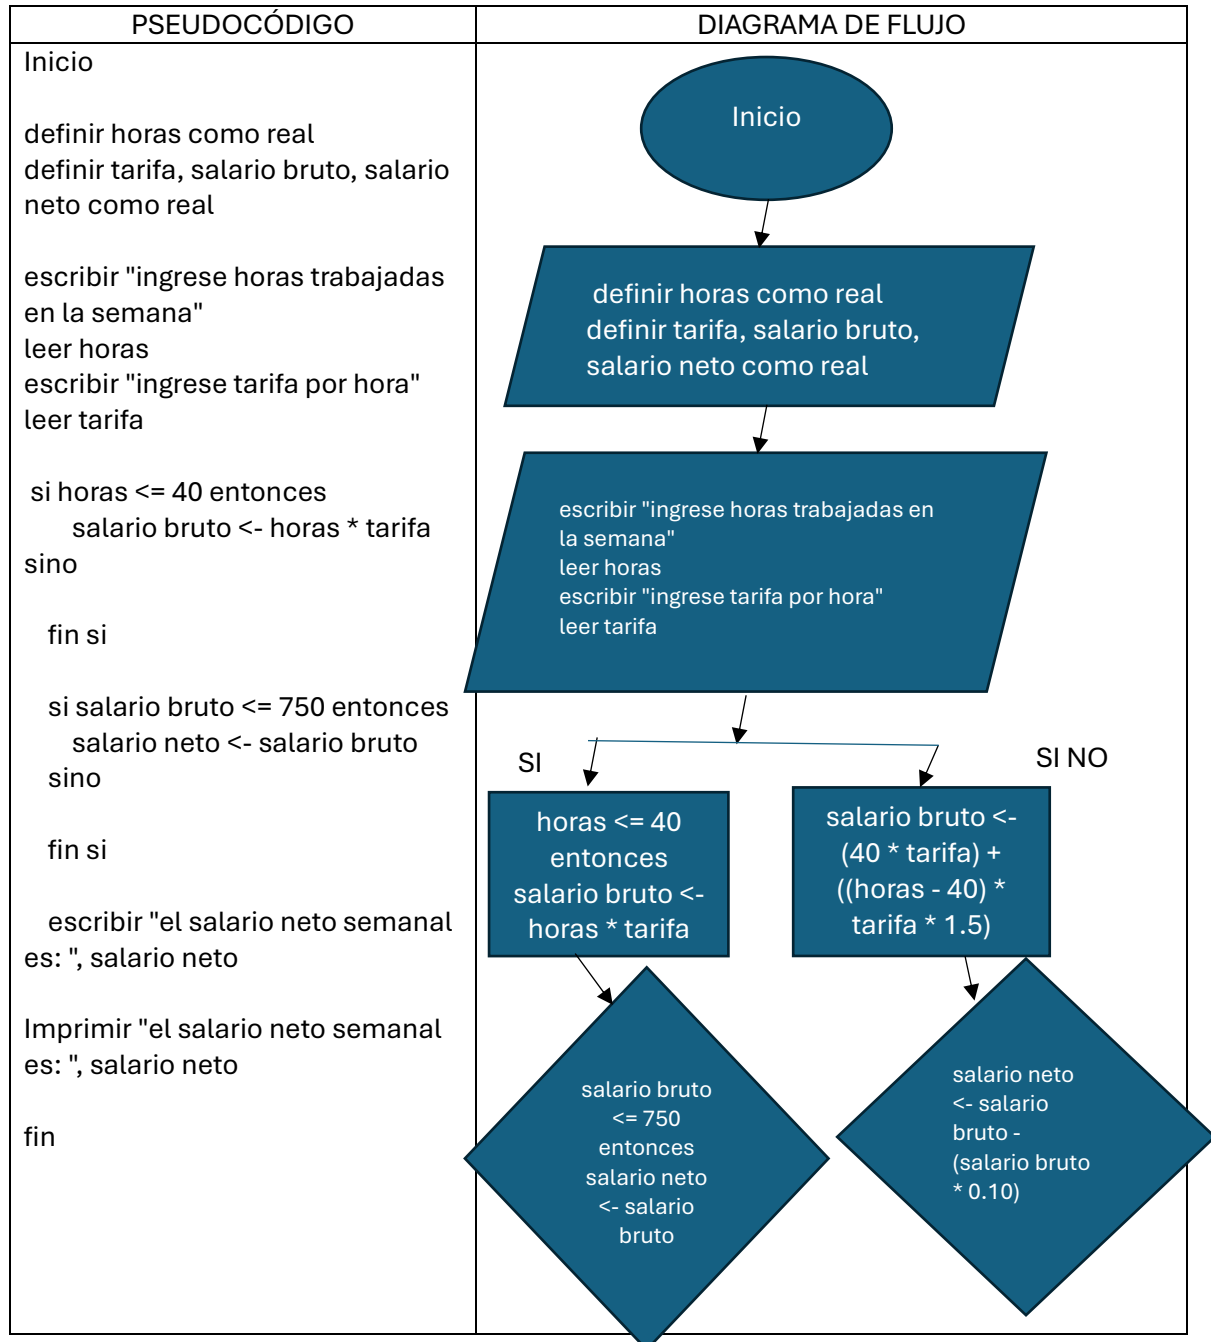 PSEUDOCÓDIGO
DIAGRAMA DE FLUJO
Inicio
definir horas como real
definir tarifa, salario bruto, salario
neto como real
escribir "ingrese horas trabajadas
en la semana"
leer horas
escribir "ingrese tarifa por hora"
leer tarifa
si horas <= 40 entonces
salario bruto <- horas * tarifa
sino
fin si
si salario bruto <= 750 entonces
salario neto <- salario bruto
sino
fin si
escribir "el salario neto semanal
es: ", salario neto
Imprimir "el salario neto semanal
es: ", salario neto
fin
Inicio
definir horas como real
definir tarifa, salario bruto,
salario neto como real
escribir "ingrese horas trabajadas en
la semana"
leer horas
escribir "ingrese tarifa por hora"
leer tarifa
SI
SI NO
horas <= 40
entonces
salario bruto <-
horas * tarifa
salario bruto <-
(40 * tarifa) +
((horas - 40) *
tarifa * 1.5)
salario bruto
<= 750
entonces
salario neto
<- salario
bruto
salario neto
<- salario
bruto -
(salario bruto
* 0.10)